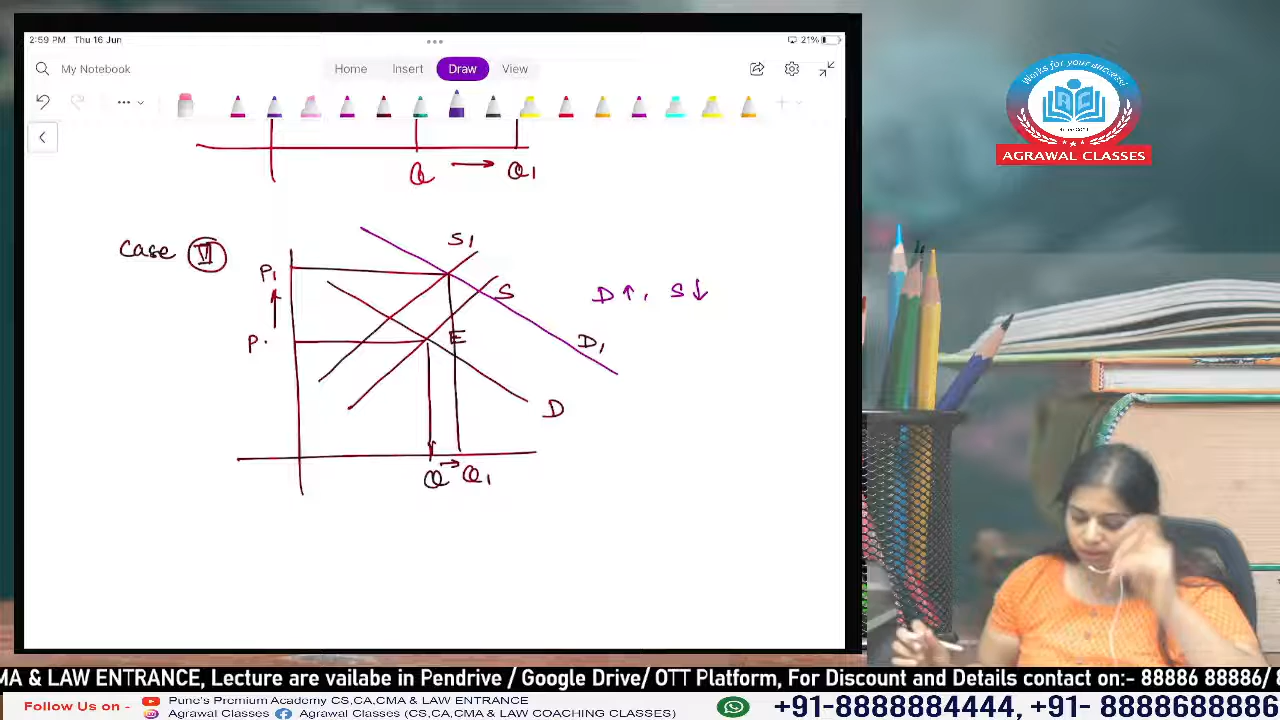 2:59 PM Thu 16 Jun
21%
My Notebook
Home Insert Draw View
Q → Q1
Case VI
S1
P1
S
D↑, S↓
P.
E
D1
D
Q → Q1
Works for your success!
AC
AGRAWAL CLASSES
MA & LAW ENTRANCE, Lecture are vailabe in Pendrive / Google Drive/ OTT Platform, For Discount and Details contact on:- 88886 88886/ 8
Follow Us on - Pune's Premium Academy CS,CA,CMA & LAW ENTRANCE
Agrawal Classes Agrawal Classes (CS,CA,CMA & LAW COACHING CLASSES)
+91-8888884444, +91- 8888688886